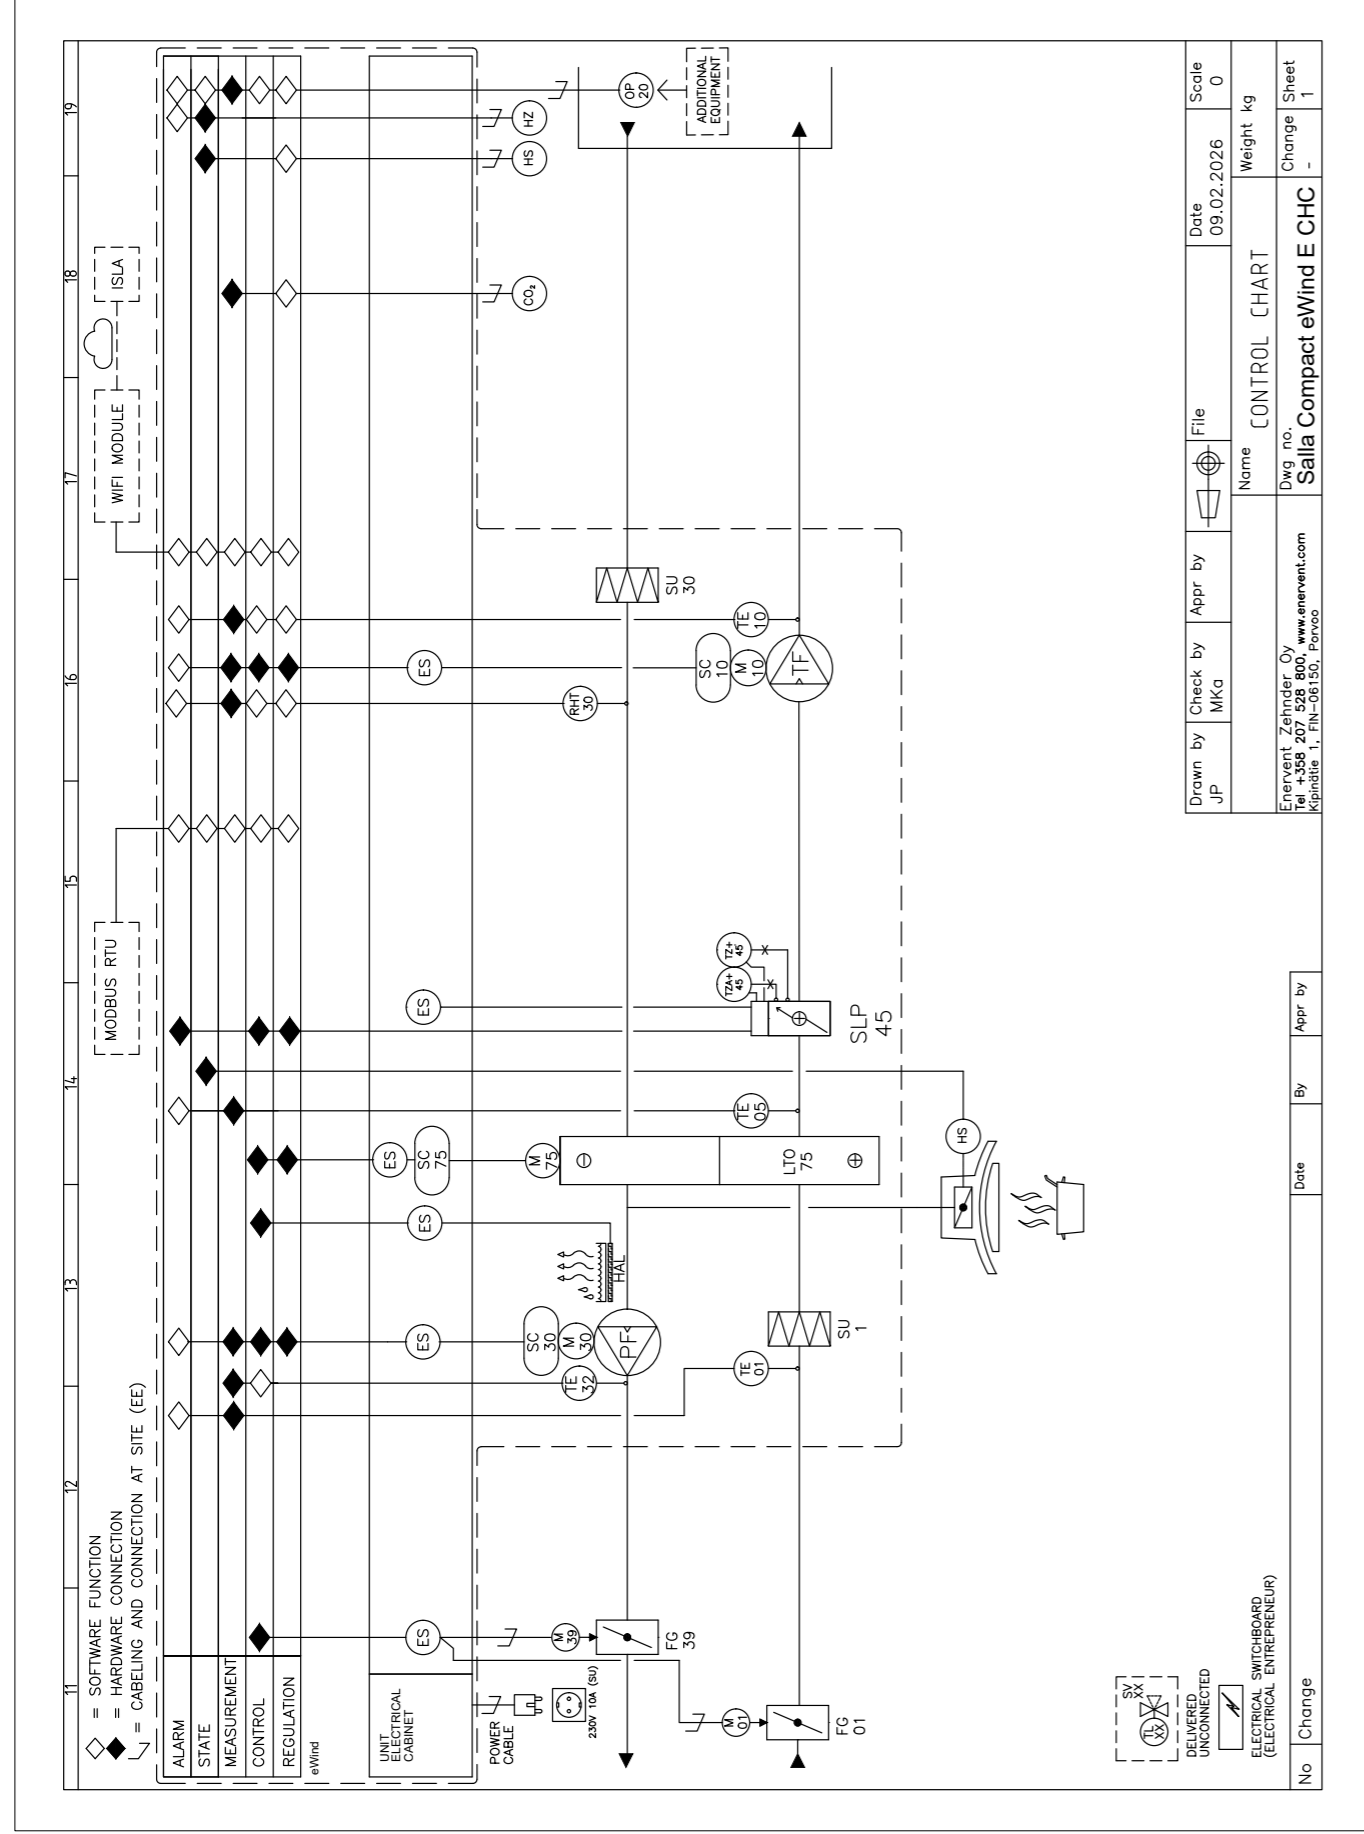 11
12
13
14
15
16
17
18
19
= SOFTWARE FUNCTION
= HARDWARE CONNECTION
= CABELING AND CONNECTION AT SITE (EE)
MODBUS RTU
WIFI MODULE
ISLA
ALARM
STATE
MEASUREMENT
CONTROL
REGULATION
eWind
UNIT
ELECTRICAL
CABINET
POWER
CABLE
230V 10A (SU)
ES
ES
ES
ES
ES
ES
SC
75
CO₂
HS
HZ
OP
20
ADDITIONAL
EQUIPMENT
M
39
FG
39
TE
32
SC
30
M
30
PF
HAL
M
75
LTO
75
RHT
30
SU
30
M
01
FG
01
TE
01
SU
1
TE
05
TZA+
45
TZ+
45
SLP
45
SC
10
M
10
TF
TE
10
HS
TL
XX
SV
XX
DELIVERED
UNCONNECTED
ELECTRICAL SWITCHBOARD
(ELECTRICAL ENTREPRENEUR)
No
Change
Date
By
Appr by
Drawn by
JP
Check by
MKa
Appr by
File
Date
09.02.2026
Scale
0
Name
CONTROL CHART
Weight kg
Enervent Zehnder Oy
Tel +358 207 528 800, www.enervent.com
Kipinätie 1, FIN-06150, Porvoo
Dwg no.
Salla Compact eWind E CHC
Change
-
Sheet
1